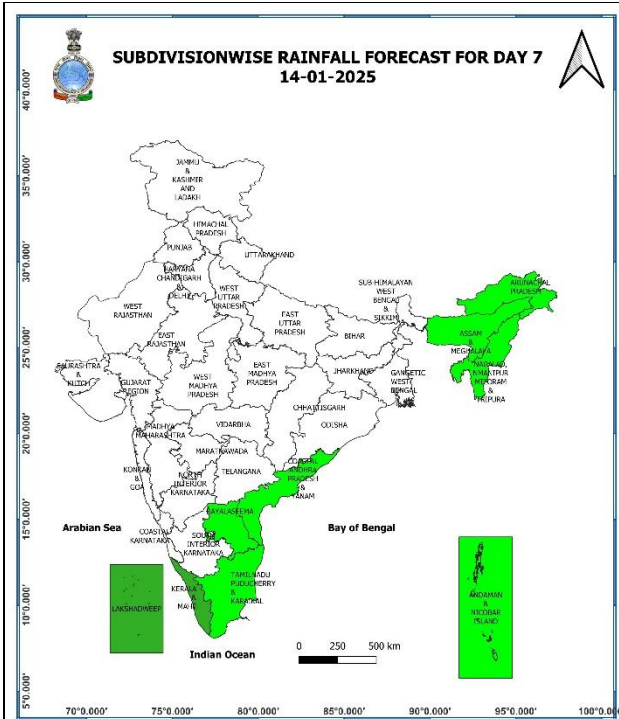 SUBDIVISIONWISE RAINFALL FORECAST FOR DAY 7
14-01-2025
40°0.000'
35°0.000'
30°0.000'
25°0.000'
20°0.000'
15°0.000'
10°0.000'
5°0.000'
JAMMU
&
KASHMIR
AND
LADAKH
HIMACHAL
PRADESH
PUNJAB
UTTARAKHAND
HARYANA
CHANDIGARH
&
DELHI
WEST
UTTAR
PRADESH
WEST
RAJASTHAN
EAST
RAJASTHAN
EAST
UTTAR
PRADESH
SUB-HIMALAYAN
WEST
BENGAL
&
SIKKIM
ARUNACHAL
PRADESH
ASSAM
&
MEGHALAYA
NAGALAD,
MIZORAM
&
TRIPURA
BIHAR
JHARKHAND
GANGETIC
WEST
BENGAL
SAURASHTRA
&
KUTCH
GUJARAT
REGION
WEST
MADHYA
PRADESH
EAST
MADHYA
PRADESH
CHHATTISGARH
ODISHA
MADHYA
MAHARASHTRA
VIDARBHA
MARATHAWADA
KONKAN
&
GOA
NORTH
INTERIOR
KARNATAKA
TELANGANA
COASTAL
ANDHRA
PRADESH
&
YANAM
RAYALASEEMA
Arabian Sea
COASTAL
KARNATAKA
SOUTH
INTERIOR
KARNATAKA
Bay of Bengal
LAKSHADWEEP
KERALA
&
MAHE
TAMILNADU
PUDUCHERRY
&
KARAIKAL
ANDAMAN
&
NICOBAR
ISLAND
Indian Ocean
0 250 500 km
70°0.000' 75°0.000' 80°0.000' 85°0.000' 90°0.000' 95°0.000' 100°0.000'